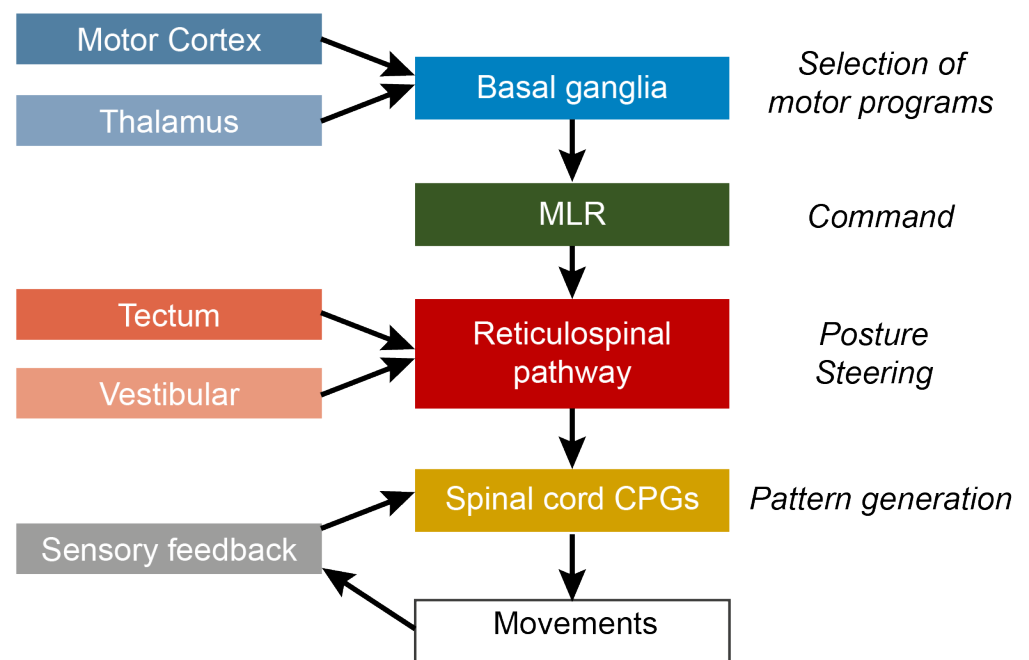 Motor Cortex
Thalamus
Basal ganglia
Selection of
motor programs
MLR
Command
Tectum
Vestibular
Reticulospinal
pathway
Posture
Steering
Spinal cord CPGs
Pattern generation
Sensory feedback
Movements